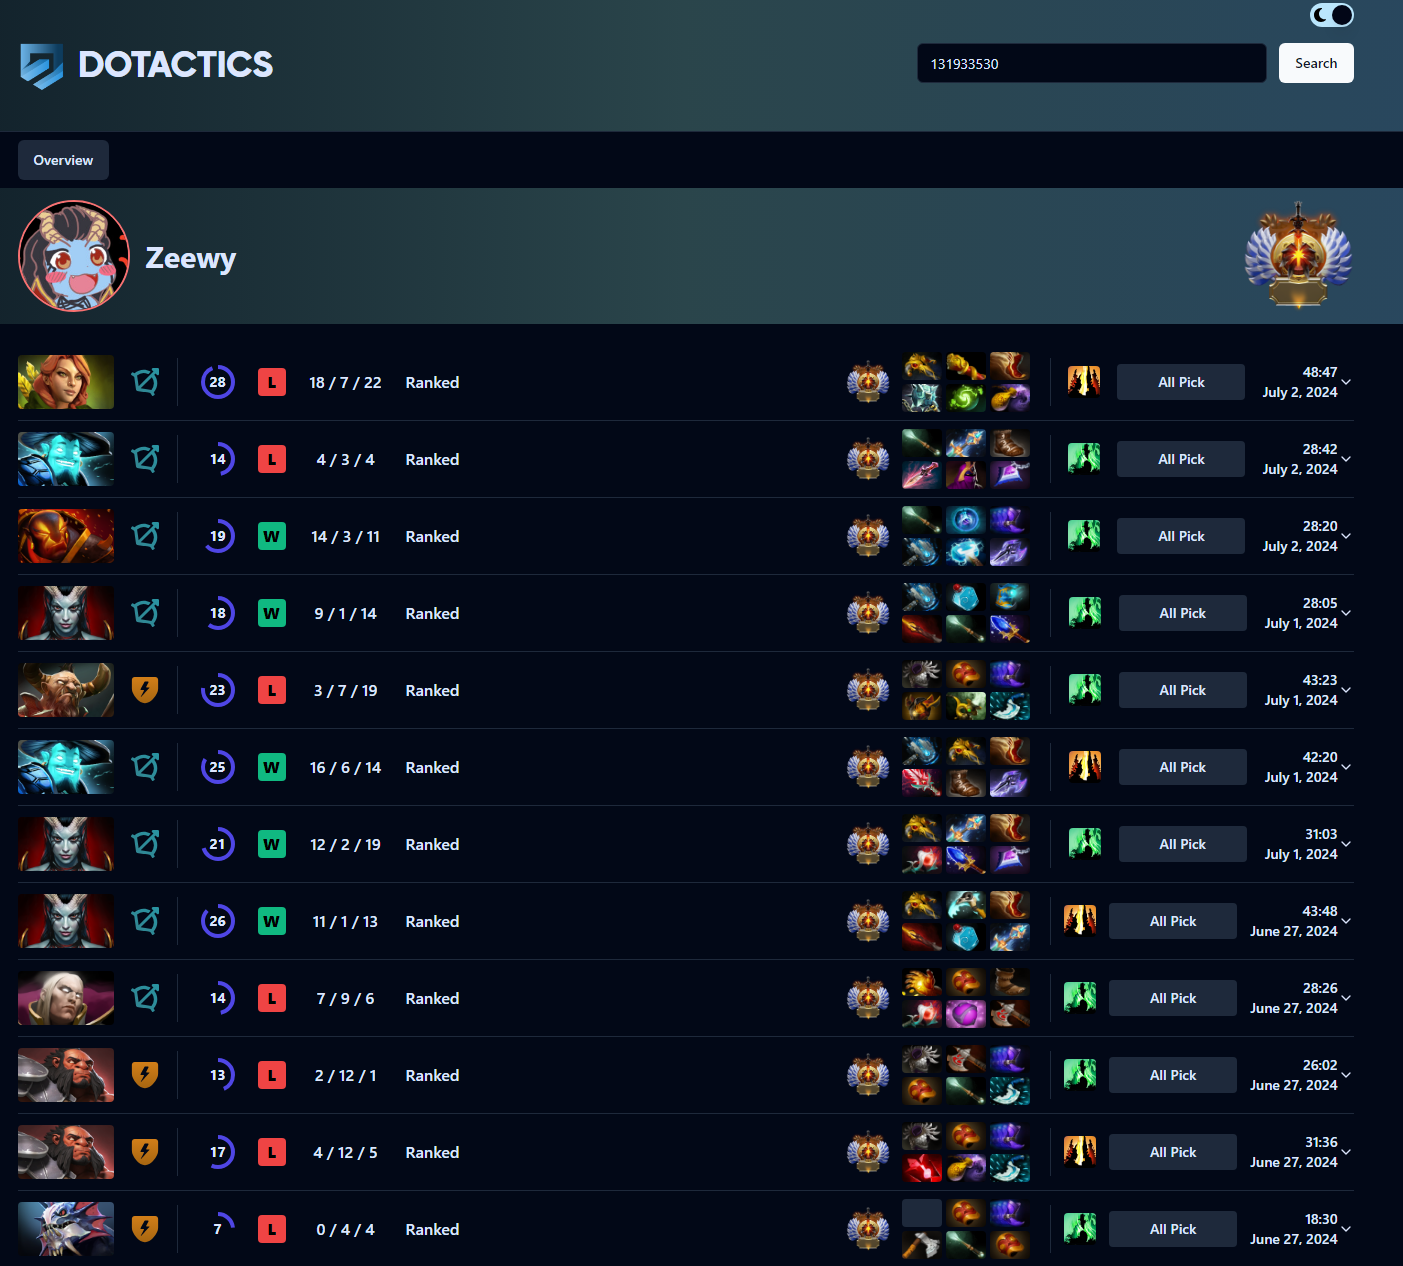 DOTACTICS
131933530
Search
Overview
Zeewy
28 L 18 / 7 / 22 Ranked All Pick 48:47
July 2, 2024
14 L 4 / 3 / 4 Ranked All Pick 28:42
July 2, 2024
19 W 14 / 3 / 11 Ranked All Pick 28:20
July 2, 2024
18 W 9 / 1 / 14 Ranked All Pick 28:05
July 1, 2024
23 L 3 / 7 / 19 Ranked All Pick 43:23
July 1, 2024
25 W 16 / 6 / 14 Ranked All Pick 42:20
July 1, 2024
21 W 12 / 2 / 19 Ranked All Pick 31:03
July 1, 2024
26 W 11 / 1 / 13 Ranked All Pick 43:48
June 27, 2024
14 L 7 / 9 / 6 Ranked All Pick 28:26
June 27, 2024
13 L 2 / 12 / 1 Ranked All Pick 26:02
June 27, 2024
17 L 4 / 12 / 5 Ranked All Pick 31:36
June 27, 2024
7 L 0 / 4 / 4 Ranked All Pick 18:30
June 27, 2024